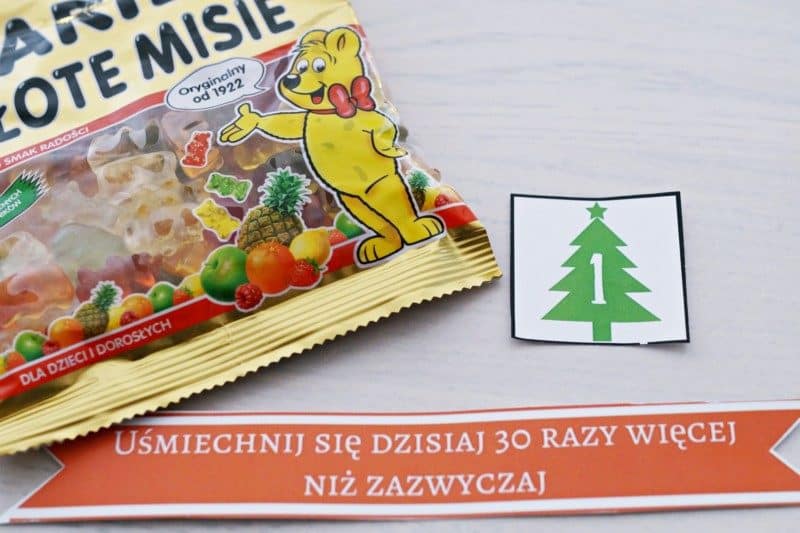 ZŁOTE MISIE
Oryginalny
od 1922
SMAK RADOŚCI
DLA DZIECI I DOROSŁYCH
1
UŚMIECHNIJ SIĘ DZISIAJ 30 RAZY WIĘCEJ
NIŻ ZAZWYCZAJ